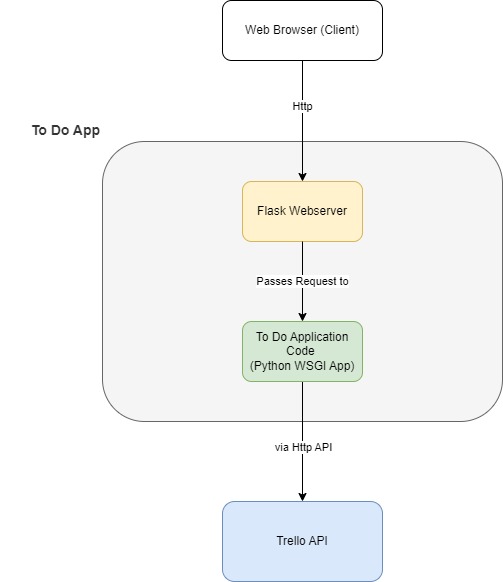 Web Browser (Client)
Http
To Do App
Flask Webserver
Passes Request to
To Do Application
Code
(Python WSGI App)
via Http API
Trello API